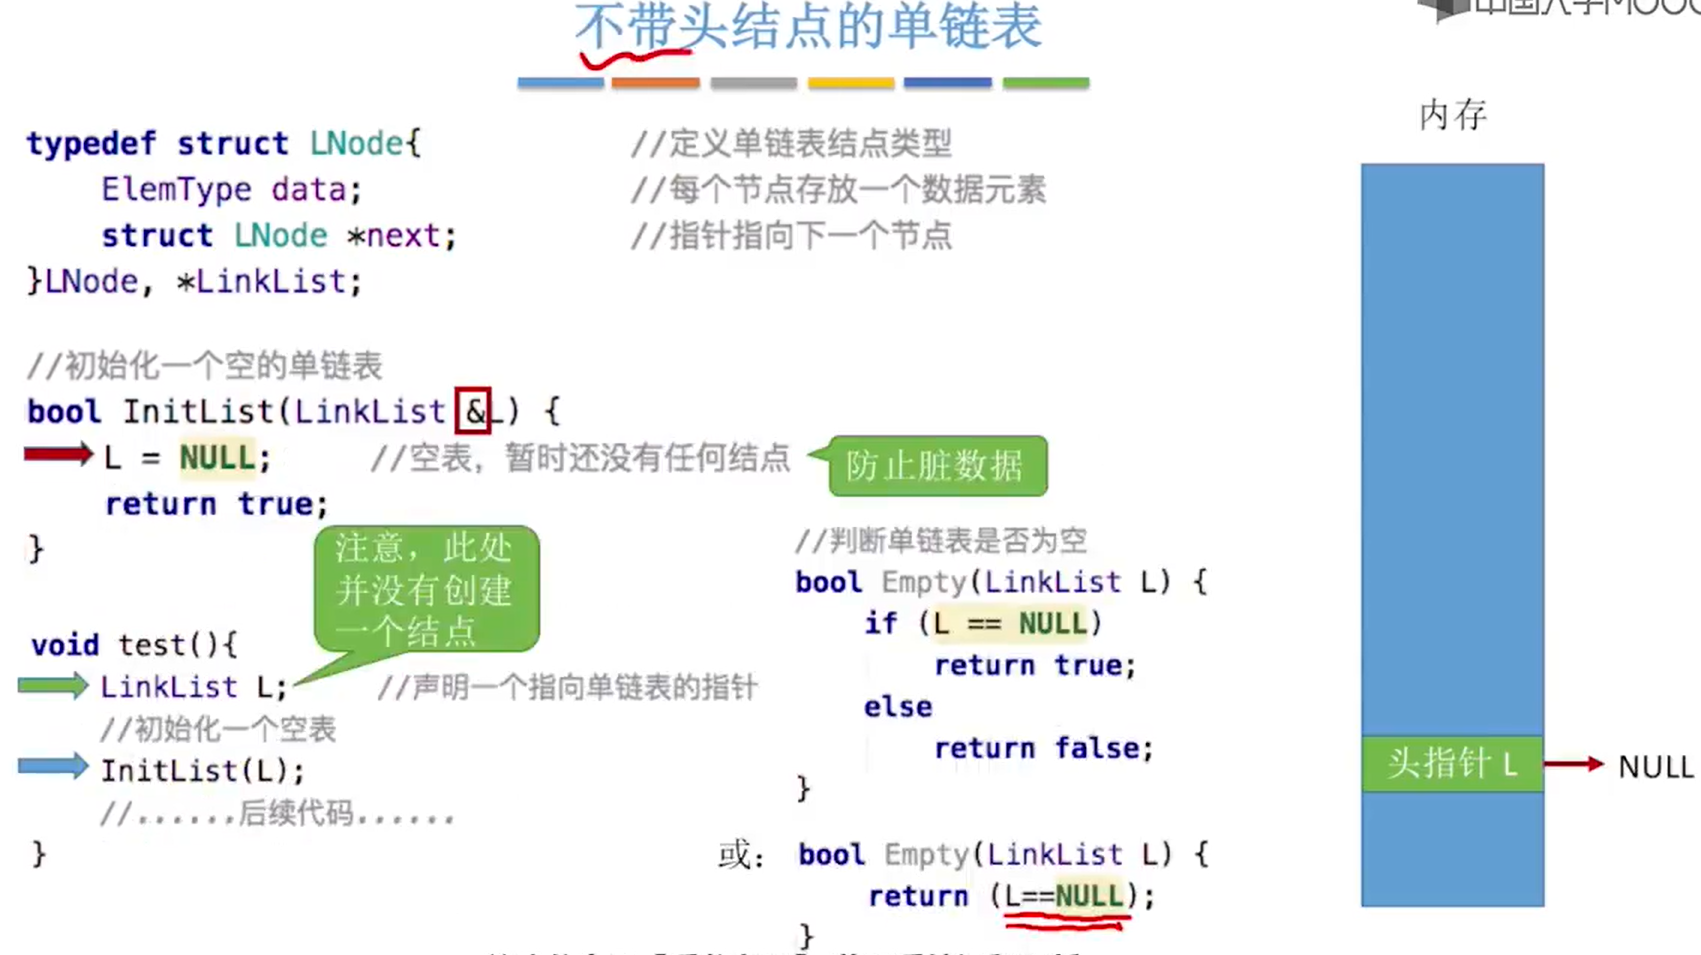 不带头结点的单链表
中国大学MOOC
内存
typedef struct LNode{ //定义单链表结点类型
ElemType data; //每个节点存放一个数据元素
struct LNode *next; //指针指向下一个节点
}LNode, *LinkList;
//初始化一个空的单链表
bool InitList(LinkList &L) {
L = NULL; //空表，暂时还没有任何结点
防止脏数据
return true;
}
注意，此处
并没有创建
一个结点
void test(){
LinkList L; //声明一个指向单链表的指针
//初始化一个空表
InitList(L);
//......后续代码......
}
//判断单链表是否为空
bool Empty(LinkList L) {
if (L == NULL)
return true;
else
return false;
}
或：
bool Empty(LinkList L) {
return (L==NULL);
}
头指针 L
NULL